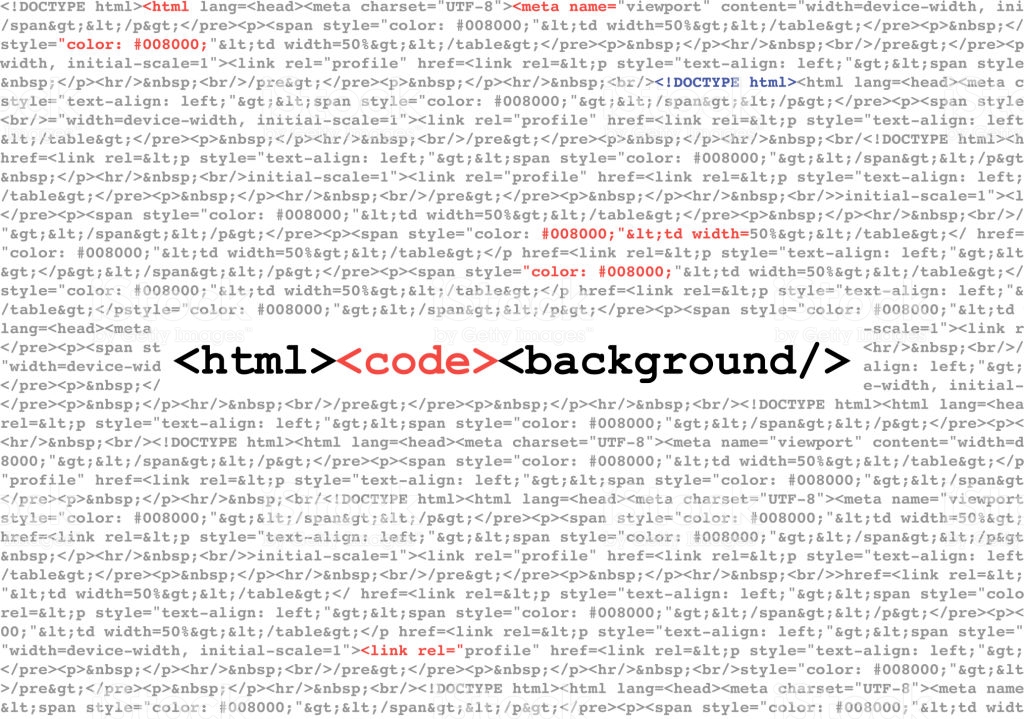 <!DOCTYPE html><html lang=<head><meta charset="UTF-8"><meta name="viewport" content="width=device-width, ini
/span&gt;&lt;/p&gt;</pre><p><span style="color: #008000;"&gt;&lt;/span&gt;&lt;/p&gt;</pre><p><span
style="color: #008000;"&lt;td width=50%&gt;&lt;/table&gt;</pre><p>&nbsp;</p><hr/>&nbsp;<br/>/pre&gt;</p
width, initial-scale=1"><link rel="profile" href=<link rel=&lt;p style="text-align: left;"&gt;&lt;span
&nbsp;</p><hr/>&nbsp;<br/>/pre&gt;</pre><p>&nbsp;</p><hr/>&nbsp;<br/><!DOCTYPE html><html lang=<head><meta c
style="text-align: left;"&gt;&lt;span style="color: #008000;"&gt;&lt;/span&gt;&lt;/p&gt;</pre><p><span style
<br/>="width=device-width, initial-scale=1"><link rel="profile" href=<link rel=&lt;p style="text-align: left
&lt;/table&gt;</pre><p>&nbsp;</p><hr/>&nbsp;<br/>/pre&gt;</pre><p>&nbsp;</p><hr/>&nbsp;<br/<!DOCTYPE html><h
href=<link rel=&lt;p style="text-align: left;"&gt;&lt;span style="color: #008000;"&gt;&lt;/span&gt;&lt;/p&gt
&nbsp;</p><hr/>&nbsp;<br/>initial-scale=1"><link rel="profile" href=<link rel=&lt;p style="text-align: left;
/table&gt;</pre><p>&nbsp;</p><hr/>&nbsp;<br/>/pre&gt;</pre><p>&nbsp;</p><hr/>&nbsp;<br/>>initial-scale=1"><l
</pre><p><span style="color: #008000;"&lt;td width=50%&gt;&lt;/table&gt;</pre><p>&nbsp;</p><hr/>&nbsp;<br/>/
"&gt;&lt;/span&gt;&lt;/p&gt;</pre><p><span style="color: #008000;"&lt;td width=50%&gt;&lt;/table&gt;</ href=
"color: #008000;"&lt;td width=50%&gt;&lt;/table&gt;</p href=<link rel=&lt;p style="text-align: left;"&gt;&lt
&gt;</p&gt;&lt;/span&gt;&lt;/p&gt;</pre><p><span style="color: #008000;"&lt;td width=50%&gt;&lt;/table&gt;</
style="color: #008000;"&lt;td width=50%&gt;&lt;/table&gt;</p href=<link rel=&lt;p style="text-align: left;"&
/table&gt;</pstyle="color: #008000;"&gt;&lt;/span&gt;&lt;/p&gt;</pre><p><span style="color: #008000;"&lt;td
lang=<head><meta
-scale=1"><link r
</pre><p><span st
<hr/>&nbsp;<br/>/
<html><code><background/>
"width=device-wid
align: left;"&gt;
<p>&nbsp;</
e-width, initial-
</p><hr/>&nbsp;<br/>/pre&gt;</pre><p>&nbsp;</p><hr/>&nbsp;<br/><!DOCTYPE html><html lang=<hea
rel=&lt;p style="text-align: left;"&gt;&lt;span style="color: #008000;"&gt;&lt;/span&gt;&lt;/p&gt;</pre><p><
<hr/>&nbsp;<br/><!DOCTYPE html><html lang=<head><meta charset="UTF-8"><meta name="viewport" content="width=d
8000;"&gt;&lt;/span&gt;&lt;/p&gt;</pre><p><span style="color: #008000;"&lt;td width=50%&gt;&lt;/table&gt;</p
"profile" href=<link rel=&lt;p style="text-align: left;"&gt;&lt;span style="color: #008000;"&gt;&lt;/span&gt
</p><hr/>&nbsp;<br/<!DOCTYPE html><html lang=<head><meta charset="UTF-8"><meta name="viewport
style="color: #008000;"&gt;&lt;/span&gt;&lt;/p&gt;</pre><p><span style="color: #008000;"&lt;td width=50%&gt;
href=<link rel=&lt;p style="text-align: left;"&gt;&lt;span style="color: #008000;"&gt;&lt;/span&gt;&lt;/p&gt
&nbsp;</p><hr/>&nbsp;<br/>>initial-scale=1"><link rel="profile" href=<link rel=&lt;p style="text-align: left
/table&gt;</pre><p>&nbsp;</p><hr/>&nbsp;<br/>/pre&gt;</pre><p>&nbsp;</p><hr/>&nbsp;<br/>>href=<link rel=&lt;
"&lt;td width=50%&gt;&lt;/table&gt;</ href=<link rel=&lt;p style="text-align: left;"&gt;&lt;span style="colo
rel=&lt;p style="text-align: left;"&gt;&lt;span style="color: #008000;"&gt;&lt;/span&gt;&lt;/p&gt;</pre><p><
00;"&lt;td width=50%&gt;&lt;/table&gt;</p href=<link rel=&lt;p style="text-align: left;"&gt;&lt;span style="
"width=device-width, initial-scale=1"><link rel="profile" href=<link rel=&lt;p style="text-align: left;"&gt;
</pre><p>&nbsp;</p><hr/>&nbsp;<br/>/pre&gt;</pre><p>&nbsp;</p><hr/>&nbsp;<br/>style="color: #008000;"&gt;&lt
>/pre&gt;</pre><p>&nbsp;</p><hr/>&nbsp;<br/><!DOCTYPE html><html lang=<head><meta charset="UTF-8"><meta name
&lt;span style="color: #008000;"&gt;&lt;/span&gt;&lt;/p&gt;</pre><p><span style="color: #008000;"&lt;td widt
iStock
by Getty Images